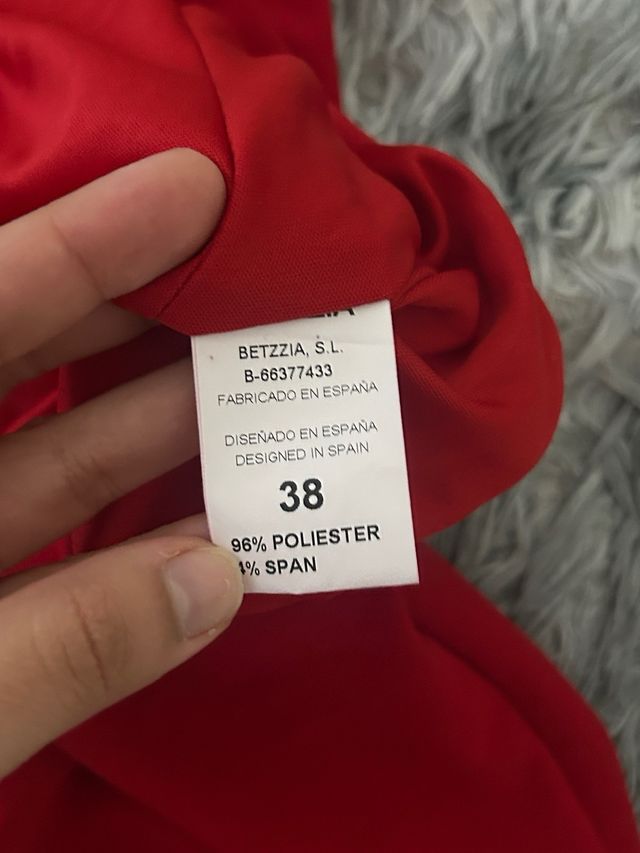 BETZZIA, S.L.
B-66377433
FABRICADO EN ESPAÑA
DISEÑADO EN ESPAÑA
DESIGNED IN SPAIN
38
96% POLIESTER
4% SPAN